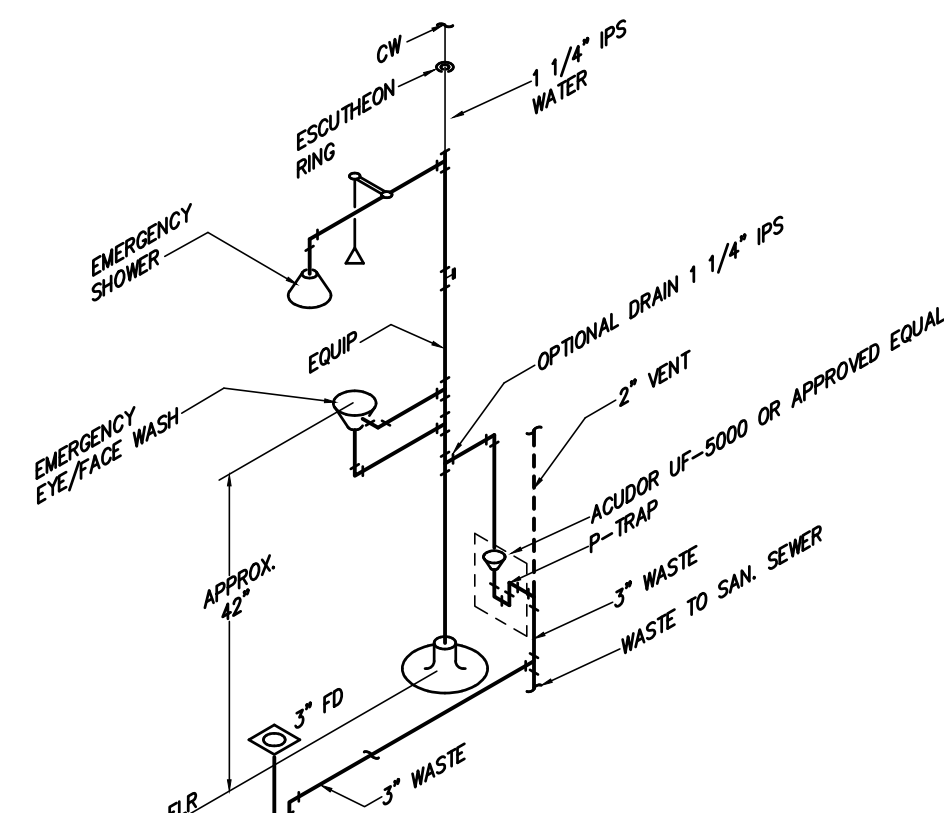 CW
1 1/4" IPS
WATER
ESCUTHEON
RING
EMERGENCY
SHOWER
EQUIP
OPTIONAL DRAIN 1 1/4" IPS
2" VENT
EMERGENCY
EYE/FACE WASH
ACUDOR UF-5000 OR APPROVED EQUAL
P-TRAP
APPROX.
42"
3" WASTE
WASTE TO SAN. SEWER
3" FD
3" WASTE
FLR